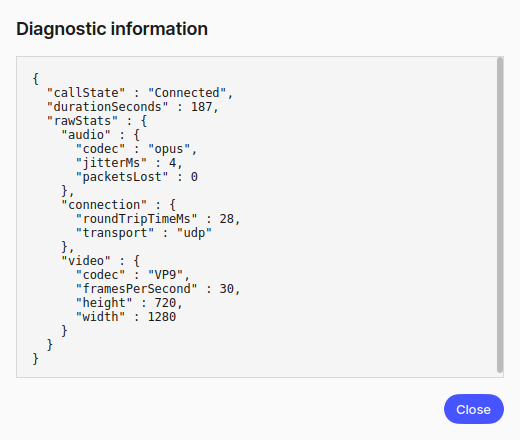 Diagnostic information
{
  "callState" : "Connected",
  "durationSeconds" : 187,
  "rawStats" : {
    "audio" : {
      "codec" : "opus",
      "jitterMs" : 4,
      "packetsLost" : 0
    },
    "connection" : {
      "roundTripTimeMs" : 28,
      "transport" : "udp"
    },
    "video" : {
      "codec" : "VP9",
      "framesPerSecond" : 30,
      "height" : 720,
      "width" : 1280
    }
  }
}
Close